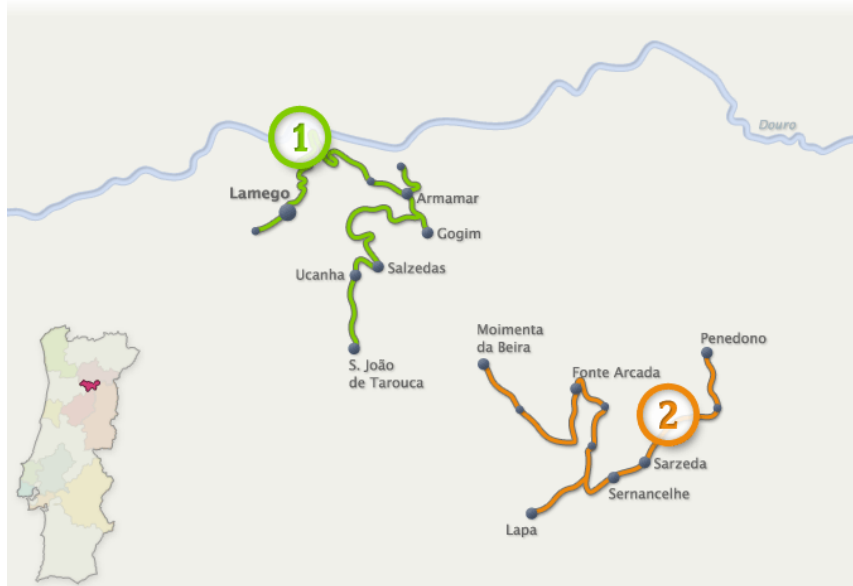 1
Douro
Lamego
Armamar
Gogim
Ucanha
Salzedas
S. João
de Tarouca
Moimenta
da Beira
Penedono
Fonte Arcada
2
Sarzeda
Sernancelhe
Lapa